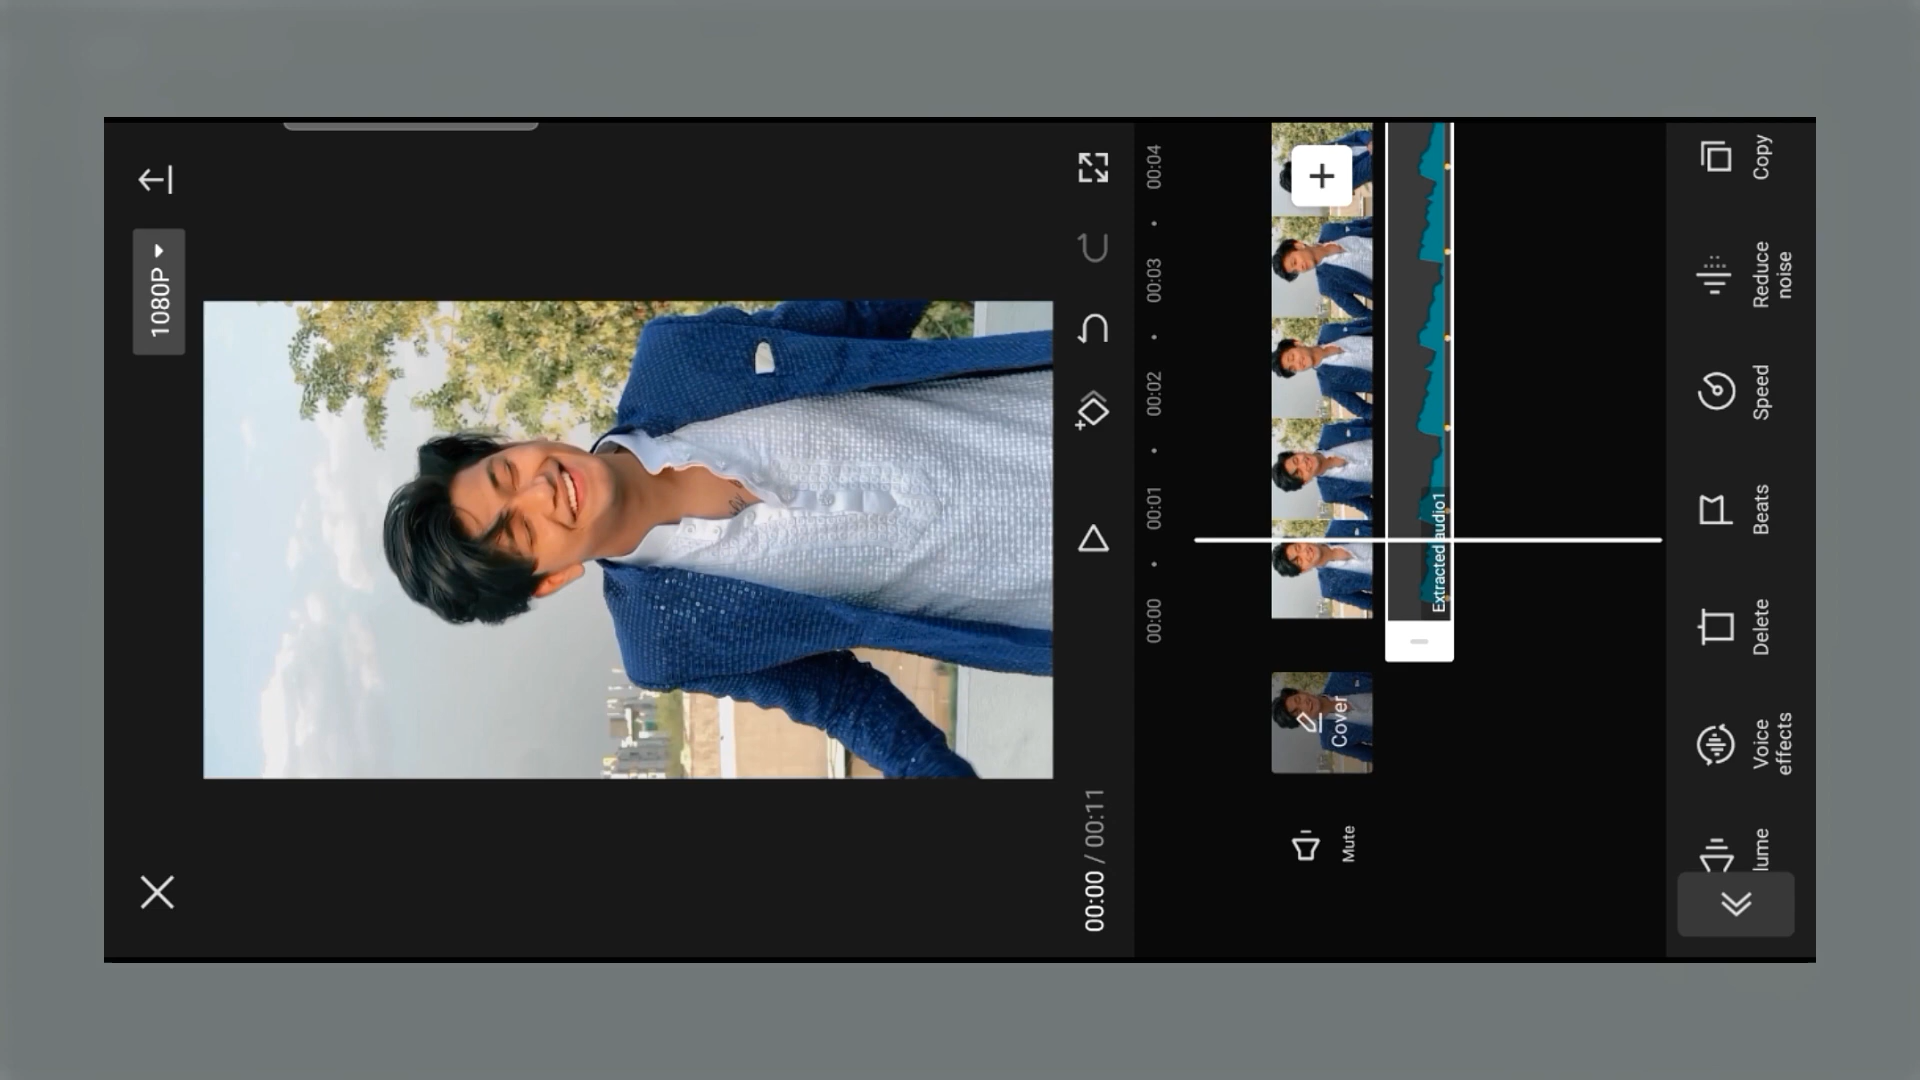 1080P
00:00 / 00:11
00:00
00:01
00:02
00:03
00:04
Mute
Cover
Extracted audio1
lume
Voice
effects
Delete
Beats
Speed
Reduce
noise
Copy